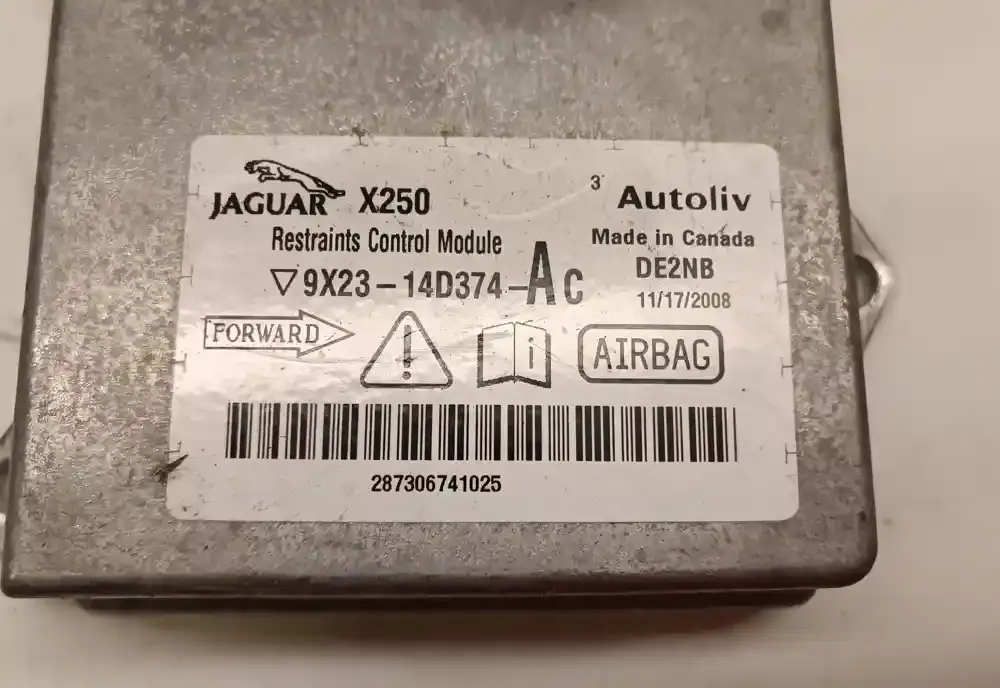 JAGUAR X250
3 Autoliv
Restraints Control Module
Made in Canada
9X23-14D374-AC
DE2NB
11/17/2008
FORWARD
! i AIRBAG
287306741025